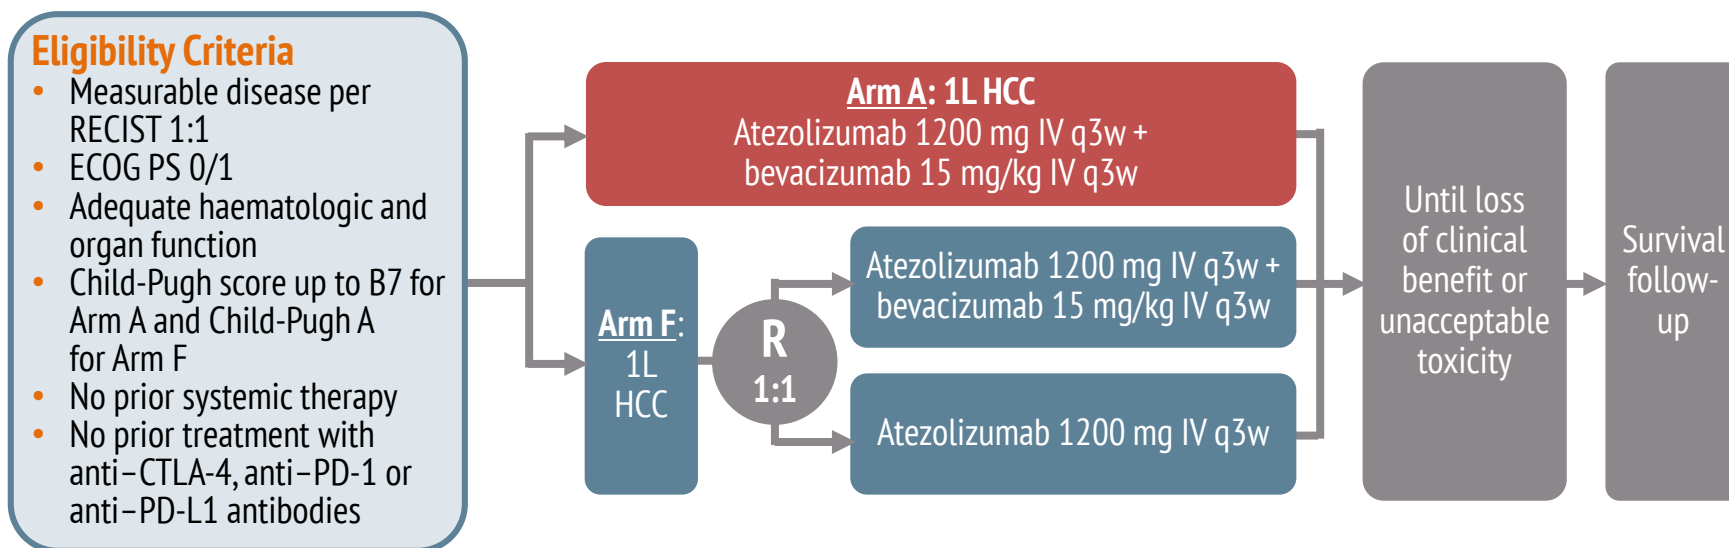 Eligibility Criteria
• Measurable disease per
RECIST 1:1
• ECOG PS 0/1
• Adequate haematologic and
organ function
• Child-Pugh score up to B7 for
Arm A and Child-Pugh A
for Arm F
• No prior systemic therapy
• No prior treatment with
anti–CTLA-4, anti–PD-1 or
anti–PD-L1 antibodies
Arm A: 1L HCC
Atezolizumab 1200 mg IV q3w +
bevacizumab 15 mg/kg IV q3w
Arm F:
1L
HCC
R
1:1
Atezolizumab 1200 mg IV q3w +
bevacizumab 15 mg/kg IV q3w
Atezolizumab 1200 mg IV q3w
Until loss
of clinical
benefit or
unacceptable
toxicity
Survival
follow-
up